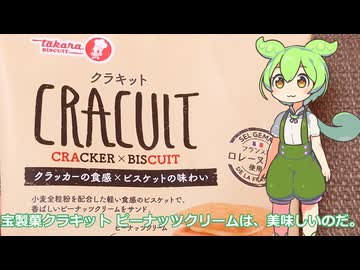 takara
BISCUIT
クラキット
CRACUIT
CRACKER × BISCUIT
クラッカーの食感×ビスケットの味わい
SEL GEMME
フランス
ロレーヌ
使用
DE LA FR
小麦全粒粉を配合した軽い食感のビスケットで、
香ばしいピーナッツクリームをサンド。
ピーナッツクリーム
宝製菓クラキット ピーナッツクリームは、美味しいのだ。